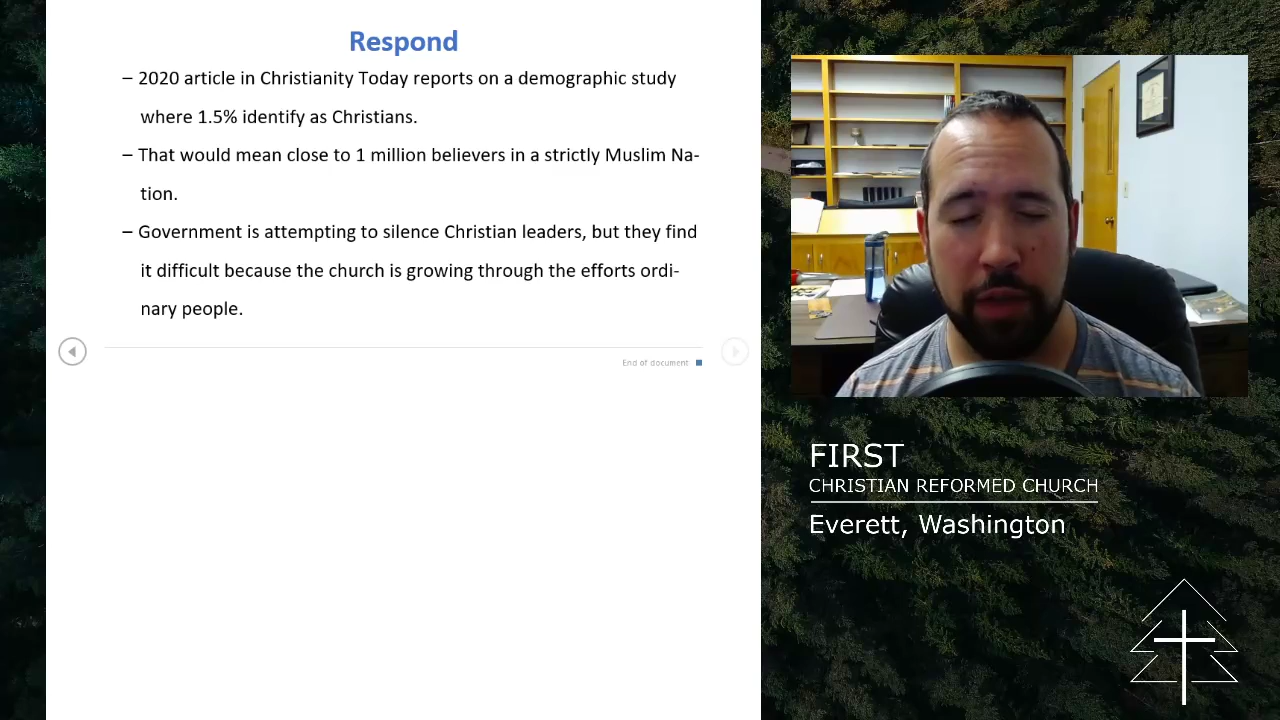 Respond
– 2020 article in Christianity Today reports on a demographic study
where 1.5% identify as Christians.
– That would mean close to 1 million believers in a strictly Muslim Na-
tion.
– Government is attempting to silence Christian leaders, but they find
it difficult because the church is growing through the efforts ordi-
nary people.
End of document
FIRST
CHRISTIAN REFORMED CHURCH
Everett, Washington